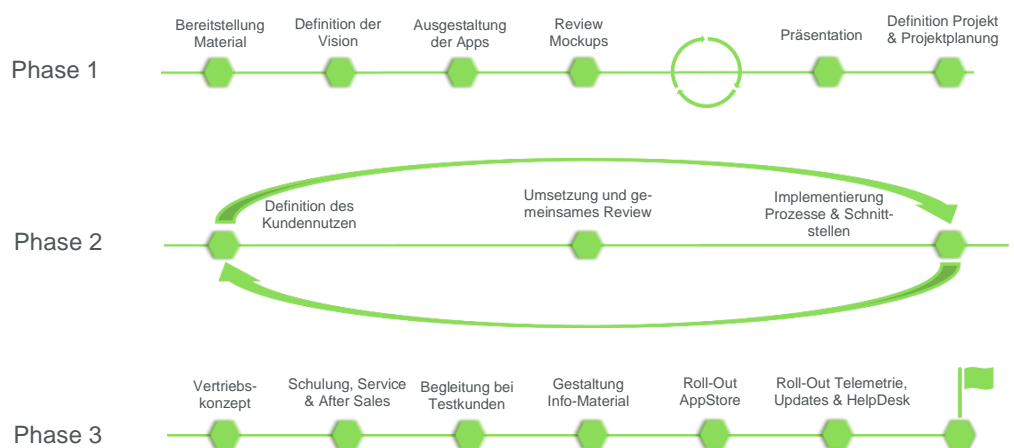 Bereitstellung
Material
Definition der
Vision
Ausgestaltung
der Apps
Review
Mockups
Präsentation
Definition Projekt
& Projektplanung
Phase 1
Definition des
Kundennutzen
Umsetzung und ge-
meinsames Review
Implementierung
Prozesse & Schnitt-
stellen
Phase 2
Vertriebs-
konzept
Schulung, Service
& After Sales
Begleitung bei
Testkunden
Gestaltung
Info-Material
Roll-Out
AppStore
Roll-Out Telemetrie,
Updates & HelpDesk
Phase 3